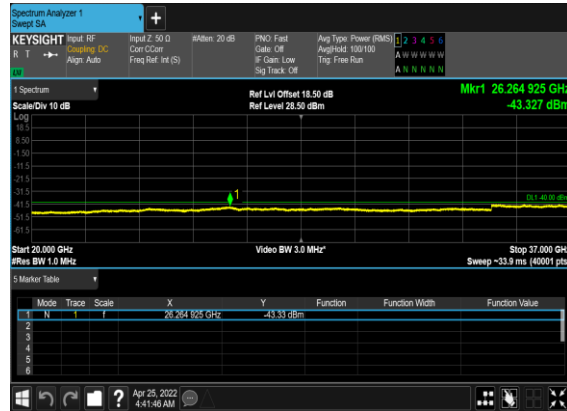 Spectrum Analyzer 1
Swept SA
+
KEYSIGHT Input: RF Input Z: 50 Ω #Atten: 20 dB PNO: Fast Avg Type: Power (RMS) 1 2 3 4 5 6
R T Coupling: DC Corr CCorr Gate: Off Avg|Hold: 100/100 A W W W W W
Align: Auto Freq Ref: Int (S) IF Gain: Low Trig: Free Run
Sig Track: Off A N N N N N
1 Spectrum Ref Lvl Offset 18.50 dB Mkr1 26.264 925 GHz
Scale/Div 10 dB Ref Level 28.50 dBm -43.327 dBm
Log
18.5
8.50
-1.50
-11.5
-21.5
-31.5
1
DL1 -40.00 dBm
-41.5
-51.5
-61.5
Start 20.000 GHz Video BW 3.0 MHz* Stop 37.000 GHz
#Res BW 1.0 MHz Sweep ~33.9 ms (40001 pts)
5 Marker Table
Mode Trace Scale X Y Function Function Width Function Value
1 N 1 f 26.264 925 GHz -43.33 dBm
2
3
4
5
6
? Apr 25, 2022
4:41:46 AM